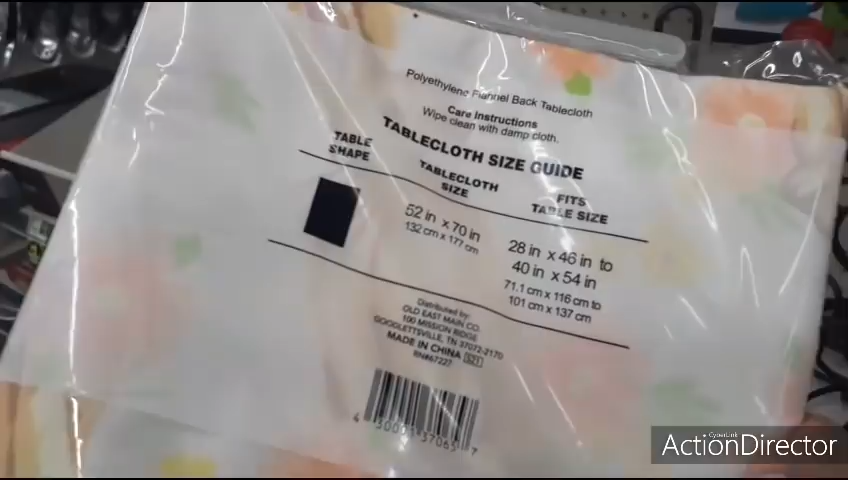 Polyethylene Flannel Back Tablecloth
Care Instructions
Wipe clean with damp cloth.
TABLECLOTH SIZE GUIDE
TABLE SHAPE
TABLECLOTH SIZE
FITS TABLE SIZE
52 in x 70 in
132 cm x 177 cm
28 in x 46 in to
40 in x 54 in
71.1 cm x 116 cm to
101 cm x 137 cm
Distributed by:
OLD EAST MAIN CO.
100 MISSION RIDGE
GOODLETTSVILLE, TN 37072-2170
MADE IN CHINA
RN#67227
CyberLink
ActionDirector